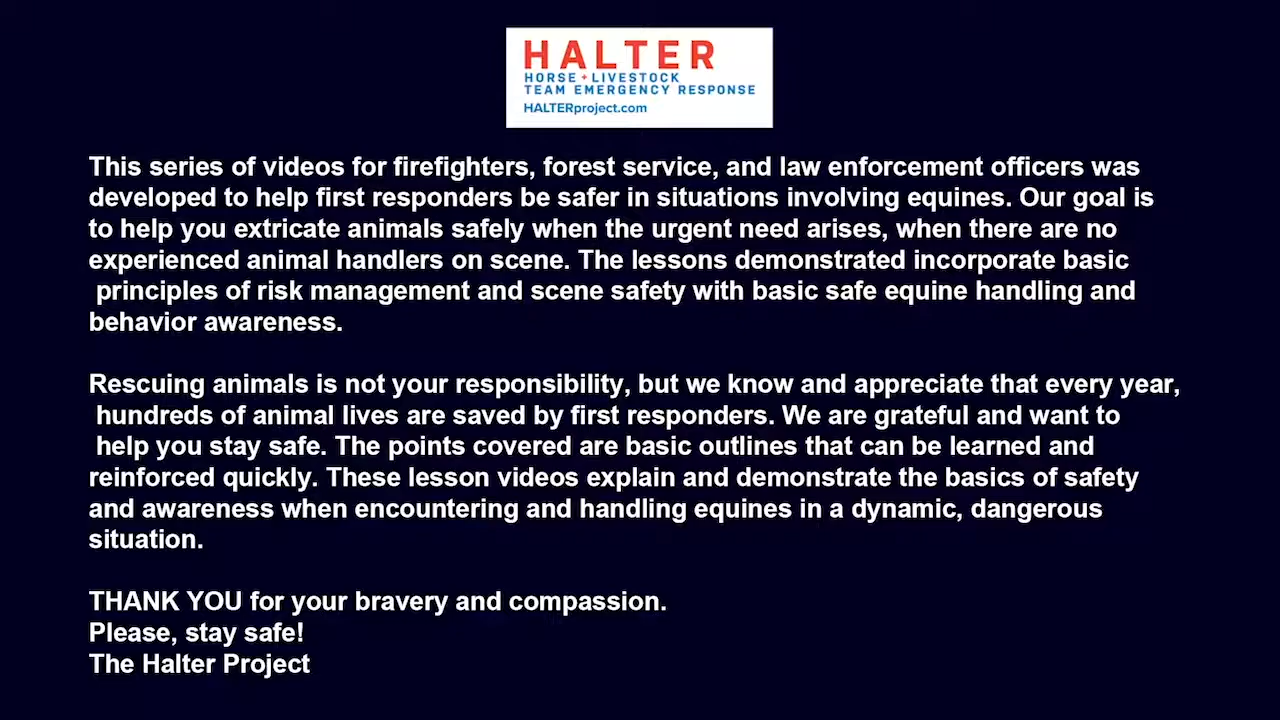 HALTER
HORSE + LIVESTOCK
TEAM EMERGENCY RESPONSE
HALTERproject.com
This series of videos for firefighters, forest service, and law enforcement officers was
developed to help first responders be safer in situations involving equines. Our goal is
to help you extricate animals safely when the urgent need arises, when there are no
experienced animal handlers on scene. The lessons demonstrated incorporate basic
principles of risk management and scene safety with basic safe equine handling and
behavior awareness.
Rescuing animals is not your responsibility, but we know and appreciate that every year,
hundreds of animal lives are saved by first responders. We are grateful and want to
help you stay safe. The points covered are basic outlines that can be learned and
reinforced quickly. These lesson videos explain and demonstrate the basics of safety
and awareness when encountering and handling equines in a dynamic, dangerous
situation.
THANK YOU for your bravery and compassion.
Please, stay safe!
The Halter Project